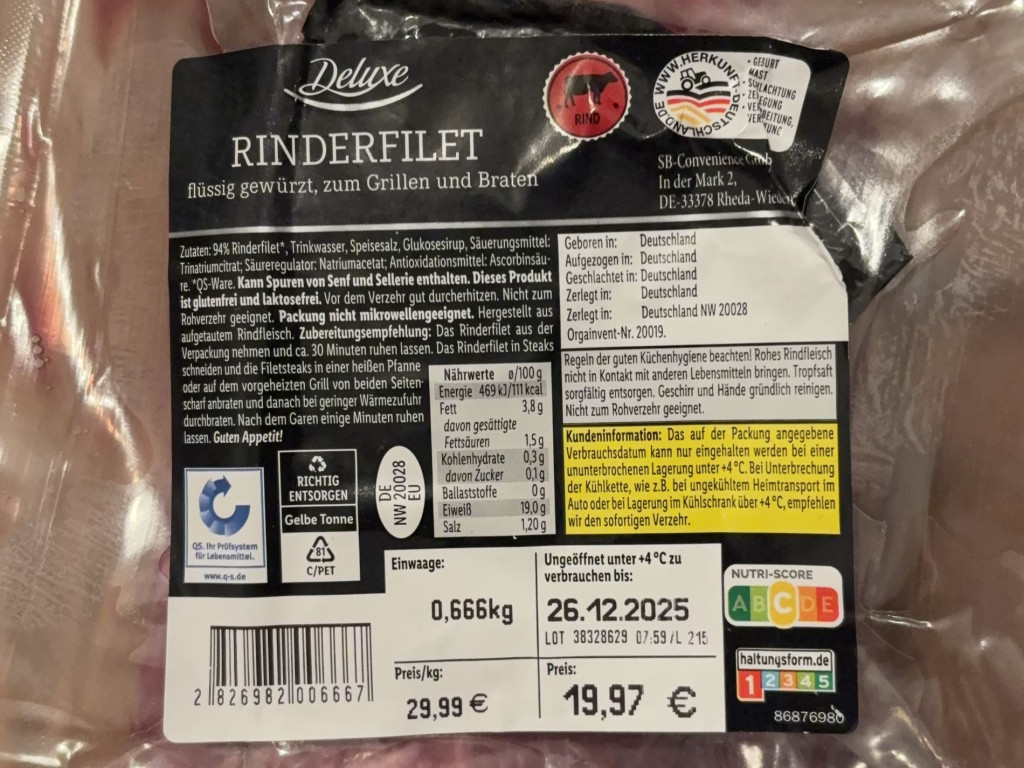 Deluxe
RINDERFILET
flüssig gewürzt, zum Grillen und Braten
RIND
WWW.HERKUNFT-DEUTSCHLAND.DE
• GEBURT
• MAST
• SCHLACHTUNG
• ZERLEGUNG
• VERARBEITUNG,
SB-Convenience
In der Mark 2,
DE-33378 Rheda-Wieden
Zutaten: 94% Rinderfilet*, Trinkwasser, Speisesalz, Glukosesirup, Säuerungsmittel:
Trinatriumcitrat; Säureregulator: Natriumacetat; Antioxidationsmittel: Ascorbinsäu-
re. *QS-Ware. Kann Spuren von Senf und Sellerie enthalten. Dieses Produkt
ist glutenfrei und laktosefrei. Vor dem Verzehr gut durcherhitzen. Nicht zum
Rohverzehr geeignet. Packung nicht mikrowellengeeignet. Hergestellt aus
aufgetautem Rindfleisch. Zubereitungsempfehlung: Das Rinderfilet aus der
Verpackung nehmen und ca. 30 Minuten ruhen lassen. Das Rinderfilet in Steaks
schneiden und die Filetsteaks in einer heißen Pfanne
oder auf dem vorgeheizten Grill von beiden Seiten
scharf anbraten und danach bei geringer Wärmezufuhr
durchbraten. Nach dem Garen einige Minuten ruhen
lassen. Guten Appetit!
Nährwerte ø/100 g
Energie 469 kJ/111 kcal
Fett 3,8 g
davon gesättigte
Fettsäuren 1,5 g
Kohlenhydrate 0,3 g
davon Zucker 0,1 g
Ballaststoffe 0 g
Eiweiß 19,0 g
Salz 1,20 g
Geboren in: Deutschland
Aufgezogen in: Deutschland
Geschlachtet in: Deutschland
Zerlegt in: Deutschland
Zerlegt in: Deutschland NW 20028
Orgainvent-Nr. 20019.
Regeln der guten Küchenhygiene beachten! Rohes Rindfleisch
nicht in Kontakt mit anderen Lebensmitteln bringen. Tropfsaft
sorgfältig entsorgen. Geschirr und Hände gründlich reinigen.
Nicht zum Rohverzehr geeignet.
Kundeninformation: Das auf der Packung angegebene
Verbrauchsdatum kann nur eingehalten werden bei einer
ununterbrochenen Lagerung unter +4 °C. Bei Unterbrechung
der Kühlkette, wie z.B. bei ungekühltem Heimtransport im
Auto oder bei Lagerung im Kühlschrank über +4 °C, empfehlen
wir den sofortigen Verzehr.
QS. Ihr Prüfsystem
für Lebensmittel.
www.q-s.de
RICHTIG
ENTSORGEN
Gelbe Tonne
81
C/PET
DE
NW 20028
EU
Einwaage:
0,666kg
Ungeöffnet unter +4 °C zu
verbrauchen bis:
26.12.2025
LOT 38328629 07:59/L 215
Preis/kg:
29,99 €
Preis:
19,97 €
NUTRI-SCORE
A B C D E
haltungsform.de
1 2 3 4 5
86876980
2 826982 006667